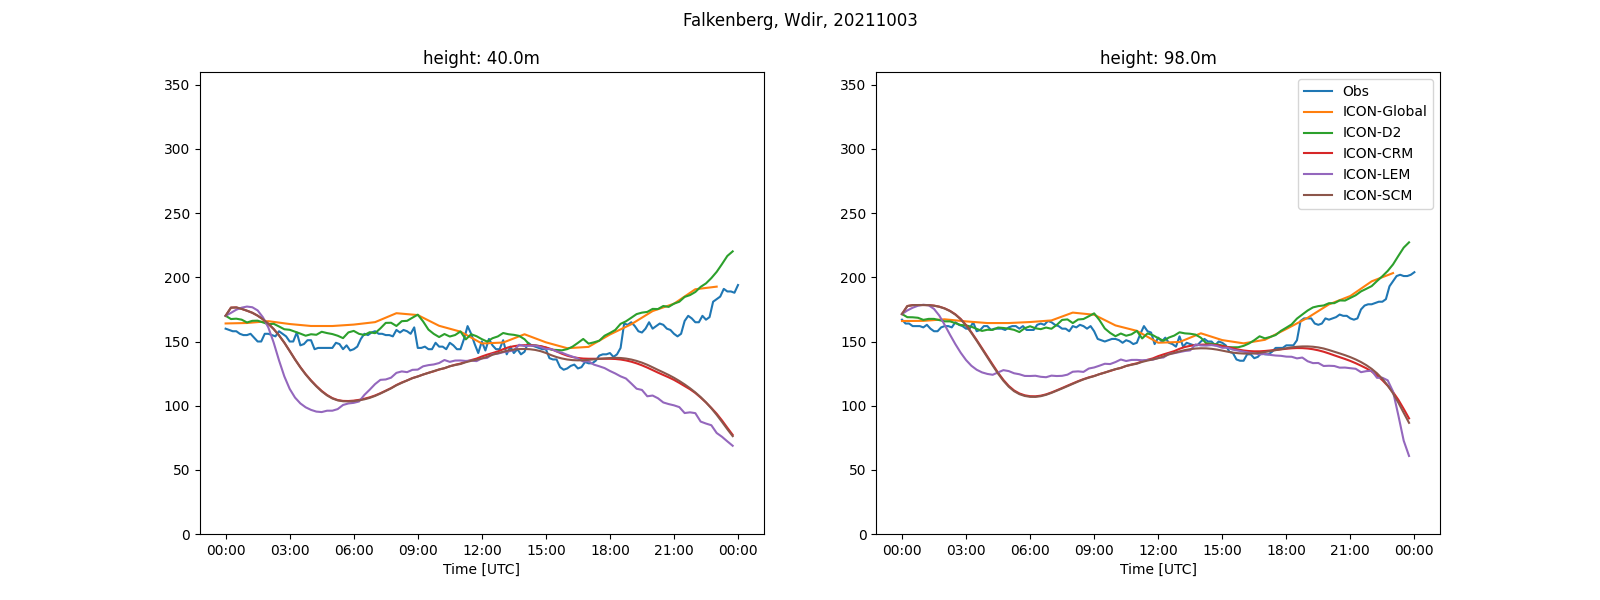 Falkenberg, Wdir, 20211003
height: 40.0m
350
300
250
200
150
100
50
0
00:00 03:00 06:00 09:00 12:00 15:00 18:00 21:00 00:00
Time [UTC]
height: 98.0m
350
300
250
200
150
100
50
0
00:00 03:00 06:00 09:00 12:00 15:00 18:00 21:00 00:00
Time [UTC]
Obs
ICON-Global
ICON-D2
ICON-CRM
ICON-LEM
ICON-SCM